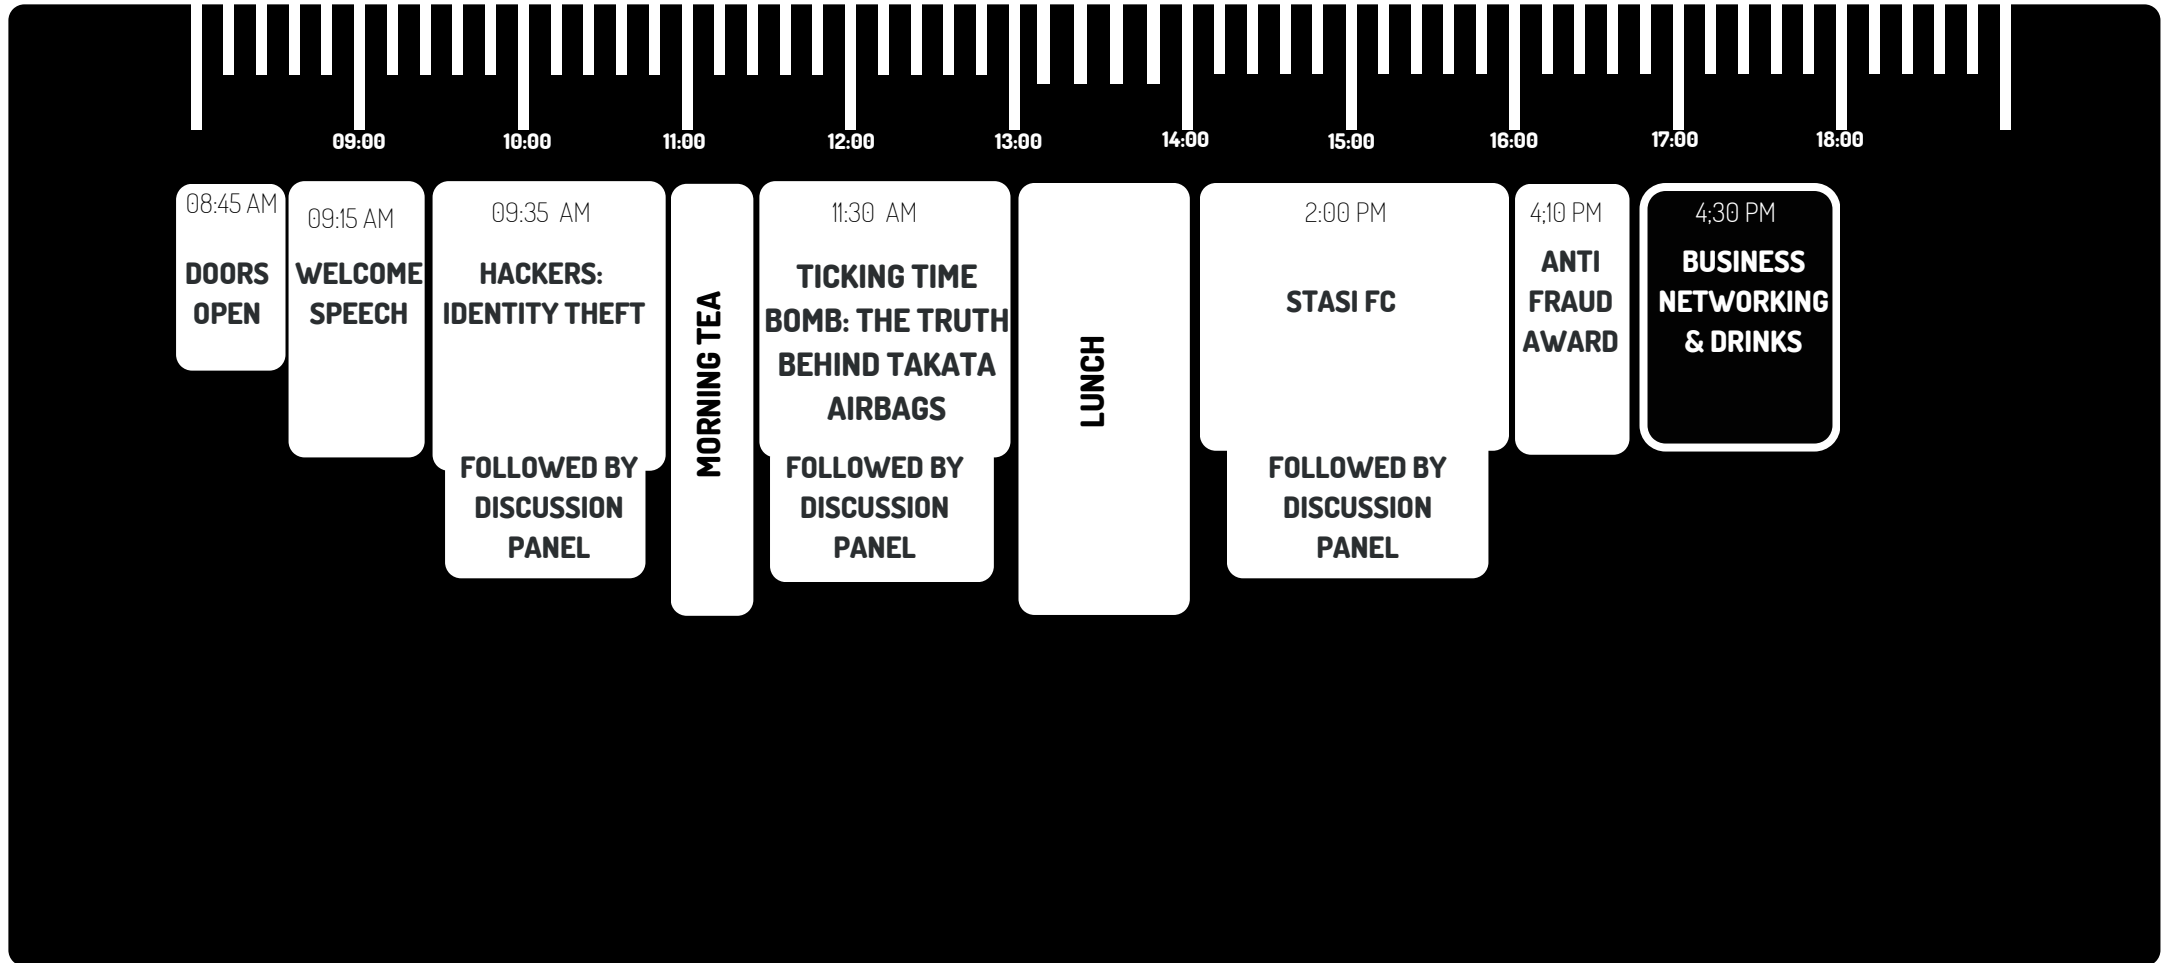 09:00
10:00
11:00
12:00
13:00
14:00
15:00
16:00
17:00
18:00
08:45 AM
DOORS
OPEN
09:15 AM
WELCOME
SPEECH
09:35 AM
HACKERS:
IDENTITY THEFT
FOLLOWED BY
DISCUSSION
PANEL
MORNING TEA
11:30 AM
TICKING TIME
BOMB: THE TRUTH
BEHIND TAKATA
AIRBAGS
FOLLOWED BY
DISCUSSION
PANEL
LUNCH
2:00 PM
STASI FC
FOLLOWED BY
DISCUSSION
PANEL
4;10 PM
ANTI
FRAUD
AWARD
4;30 PM
BUSINESS
NETWORKING
& DRINKS